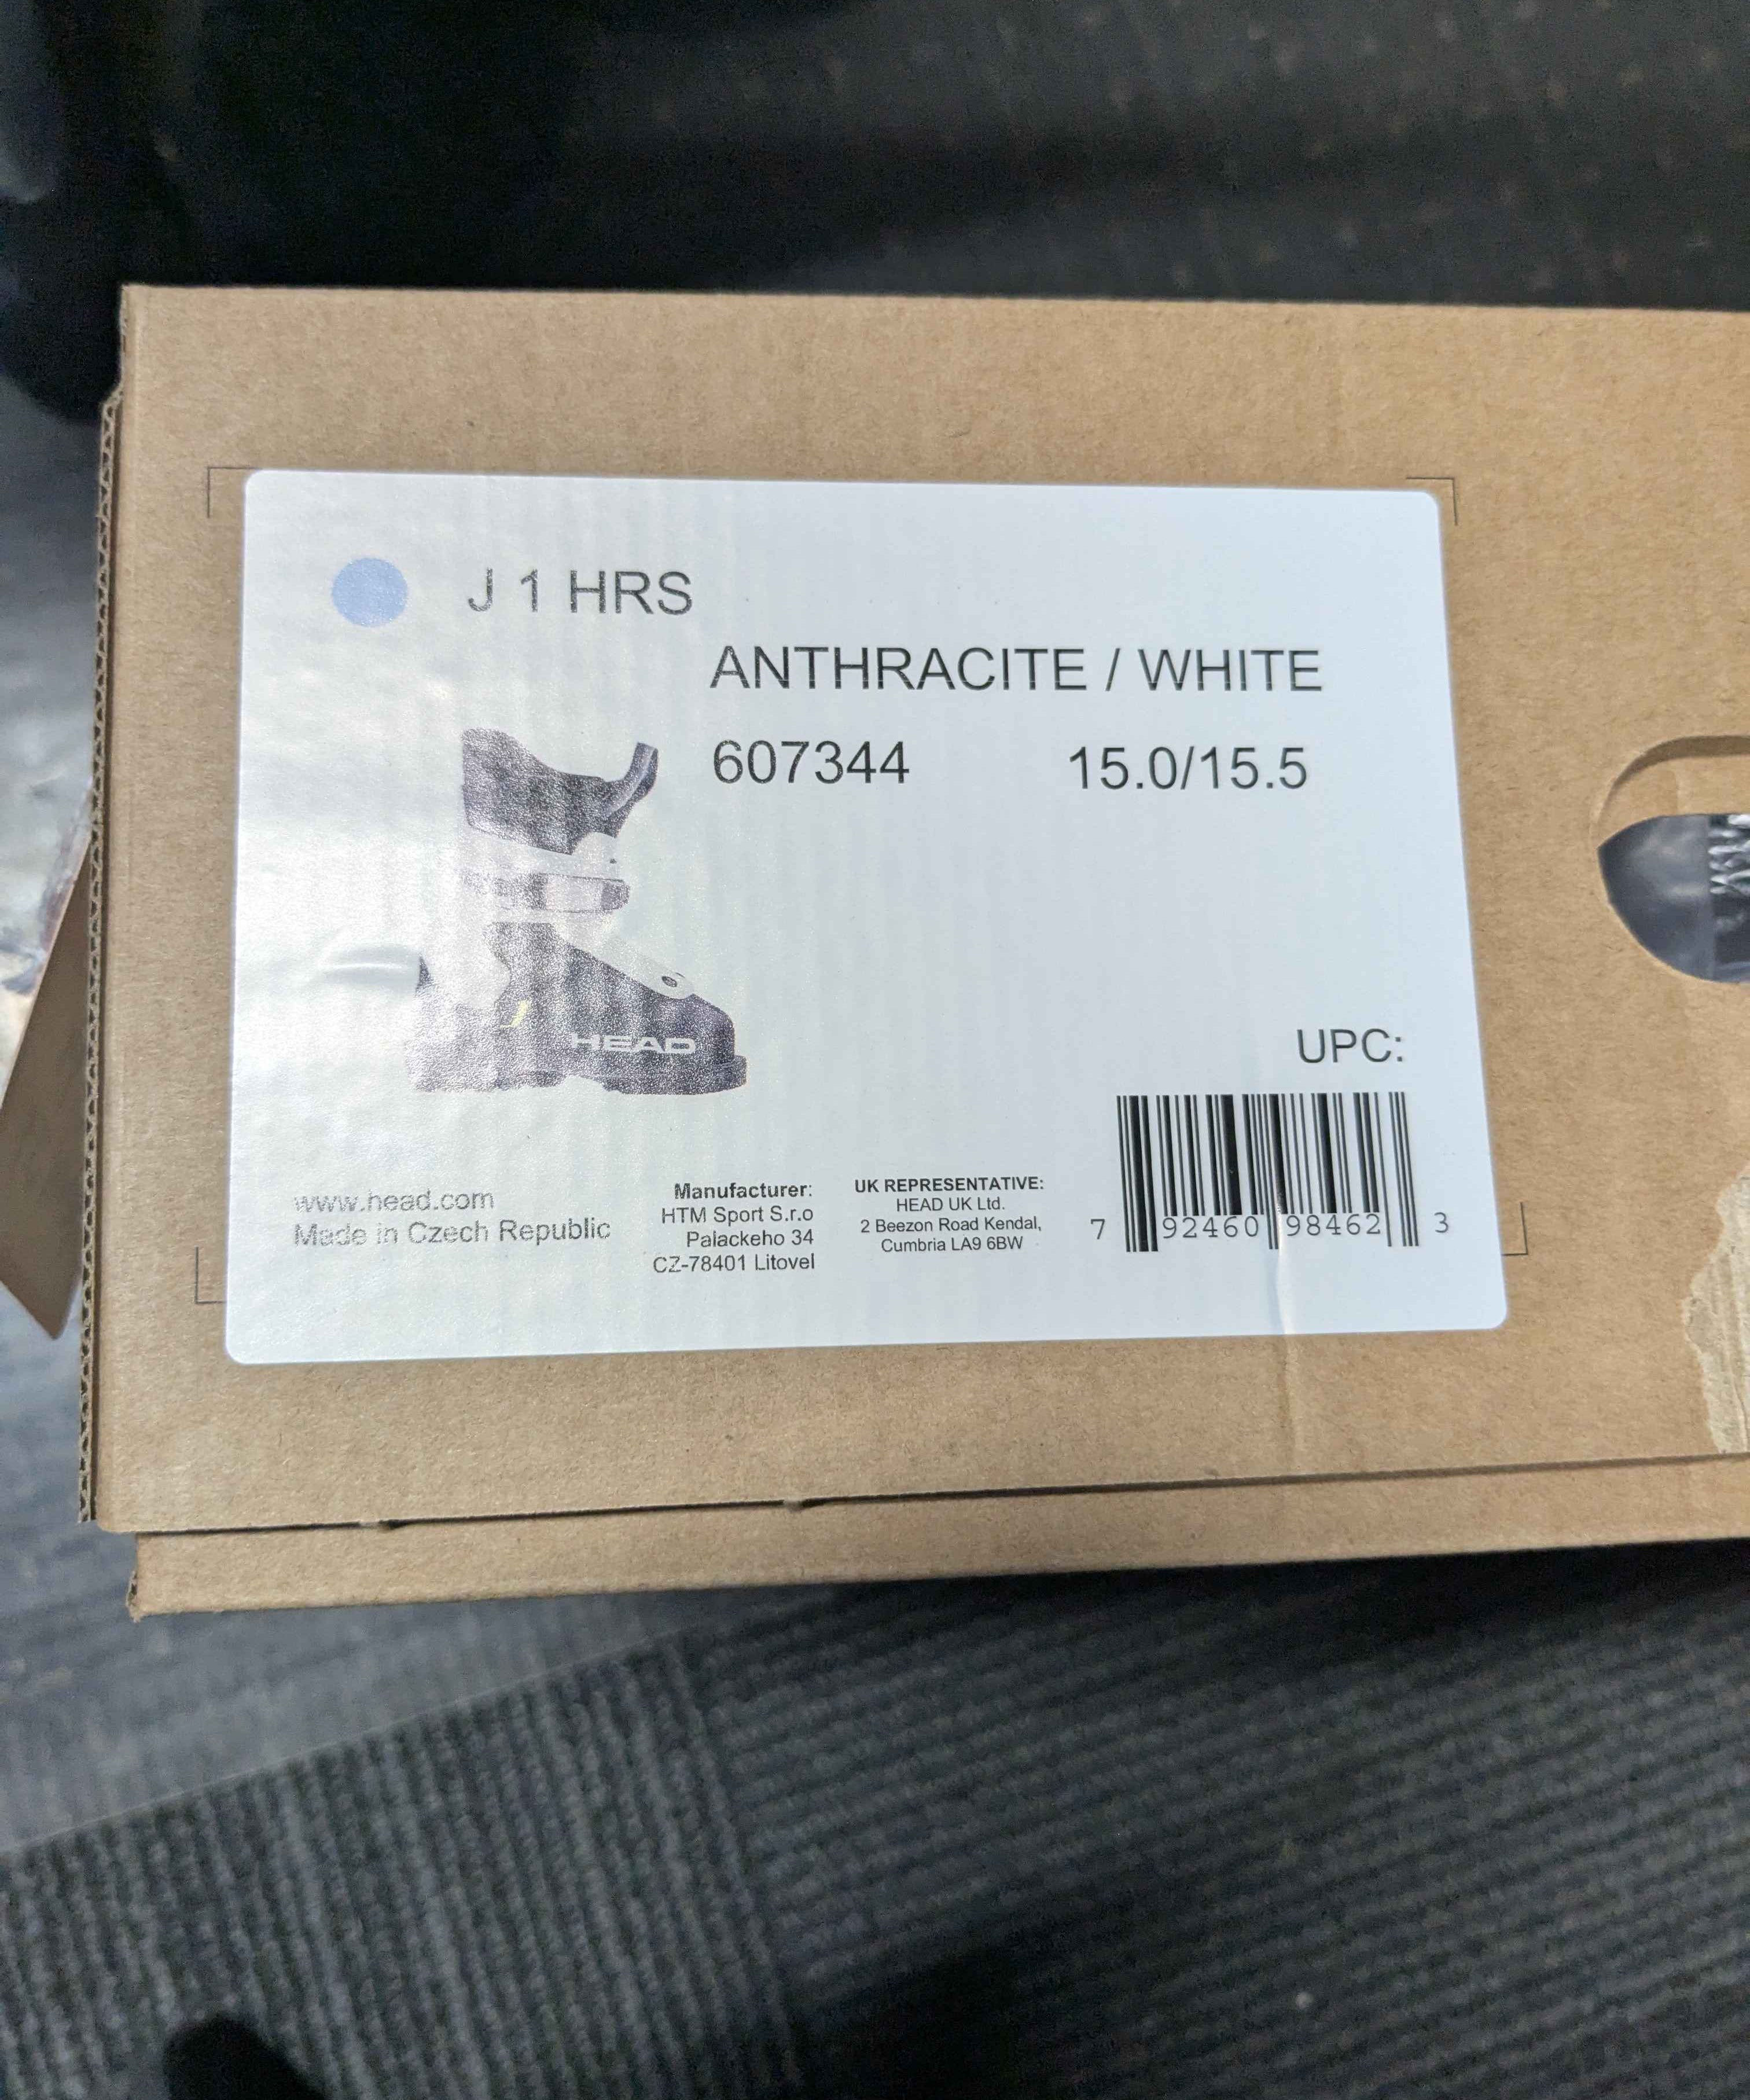 J 1 HRS
ANTHRACITE / WHITE
607344 15.0/15.5
HEAD
UPC:
www.head.com
Made in Czech Republic
Manufacturer:
HTM Sport S.r.o
Palackeho 34
CZ-78401 Litovel
UK REPRESENTATIVE:
HEAD UK Ltd.
2 Beezon Road Kendal,
Cumbria LA9 6BW
7 92460 98462 3